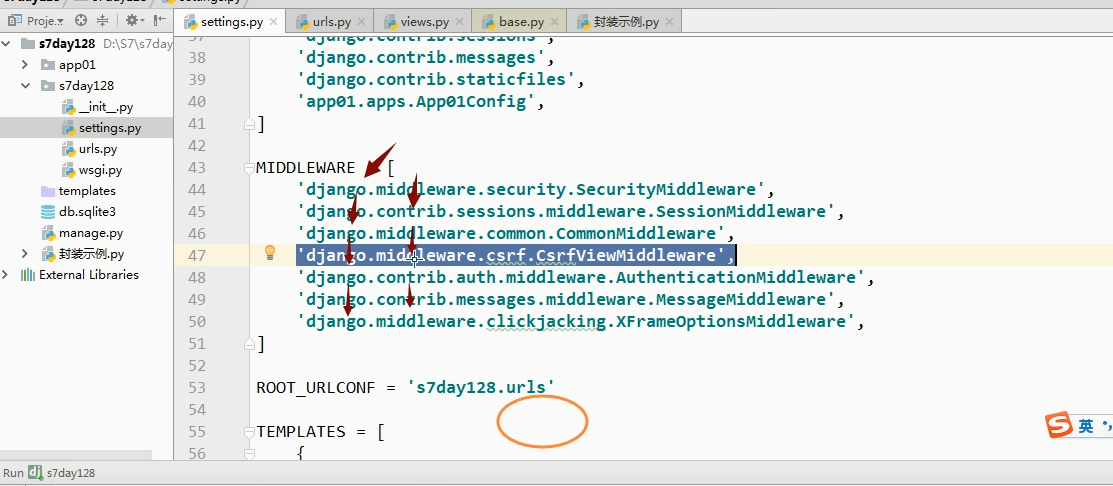 s7day128
s7day128
settings.py
Proje..
settings.py
urls.py
views.py
base.py
封装示例.py
s7day128 D:\S7\s7day
app01
s7day128
__init__.py
settings.py
urls.py
wsgi.py
templates
db.sqlite3
manage.py
封装示例.py
External Libraries
37 'django.contrib.sessions',
38 'django.contrib.messages',
39 'django.contrib.staticfiles',
40 'app01.apps.App01Config',
41 ]
42
43 MIDDLEWARE [
44 'django.middleware.security.SecurityMiddleware',
45 'django.contrib.sessions.middleware.SessionMiddleware',
46 'django.middleware.common.CommonMiddleware',
47 'django.middleware.csrf.CsrfViewMiddleware',
48 'django.contrib.auth.middleware.AuthenticationMiddleware',
49 'django.contrib.messages.middleware.MessageMiddleware',
50 'django.middleware.clickjacking.XFrameOptionsMiddleware',
51 ]
52
53 ROOT_URLCONF = 's7day128.urls'
54
55 TEMPLATES = [
56 {
S 英
Run dj s7day128